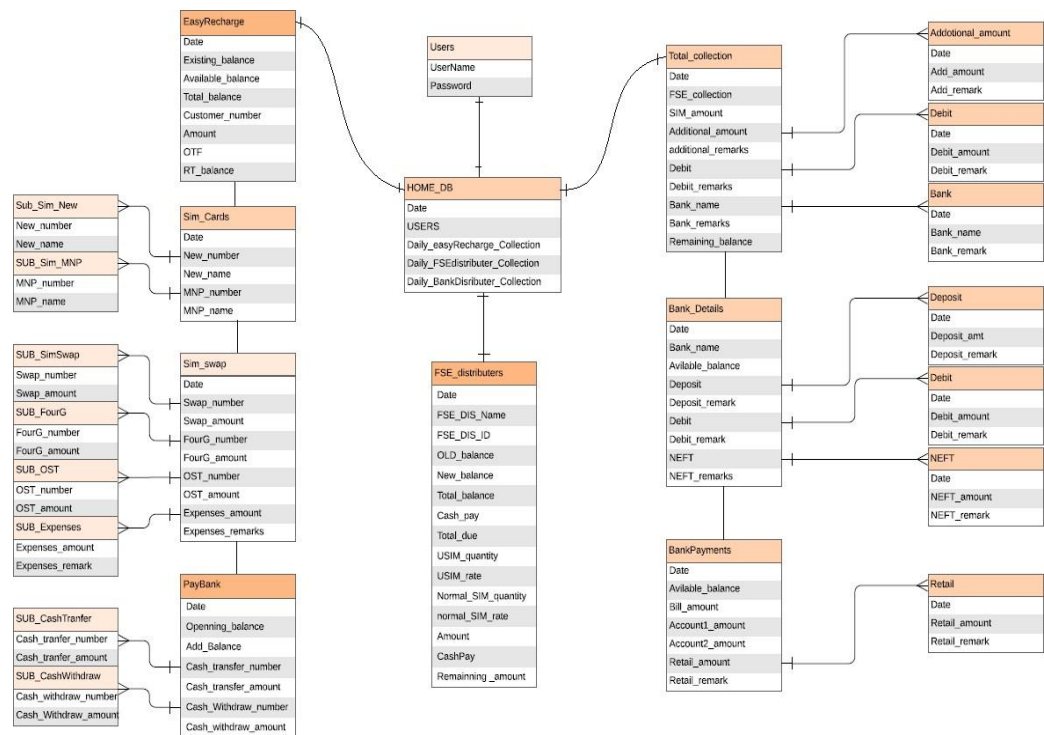 EasyRecharge
Date
Existing_balance
Available_balance
Total_balance
Customer_number
Amount
OTF
RT_balance
Sub_Sim_New
New_number
New_name
SUB_Sim_MNP
MNP_number
MNP_name
Sim_Cards
Date
New_number
New_name
MNP_number
MNP_name
SUB_SimSwap
Swap_number
Swap_amount
SUB_FourG
FourG_number
FourG_amount
SUB_OST
OST_number
OST_amount
SUB_Expenses
Expenses_amount
Expenses_remark
Sim_swap
Date
Swap_number
Swap_amount
FourG_number
FourG_amount
OST_number
OST_amount
Expenses_amount
Expenses_remarks
SUB_CashTranfer
Cash_tranfer_number
Cash_tranfer_amount
SUB_CashWithdraw
Cash_withdraw_number
Cash_Withdraw_amount
PayBank
Date
Openning_balance
Add_Balance
Cash_transfer_number
Cash_transfer_amount
Cash_Withdraw_number
Cash_withdraw_amount
Users
UserName
Password
HOME_DB
Date
USERS
Daily_easyRecharge_Collection
Daily_FSEdistributer_Collection
Daily_BankDisributer_Collection
FSE_distributers
Date
FSE_DIS_Name
FSE_DIS_ID
OLD_balance
New_balance
Total_balance
Cash_pay
Total_due
USIM_quantity
USIM_rate
Normal_SIM_quantity
normal_SIM_rate
Amount
CashPay
Remainning _amount
Total_collection
Date
FSE_collection
SIM_amount
Additional_amount
additional_remarks
Debit
Debiit_remarks
Bank_name
Bank_remarks
Remaining_balance
Addotional_amount
Date
Add_amount
Add_remark
Debit
Date
Debit_amount
Debit_remark
Bank
Date
Bank_name
Bank_remark
Bank_Details
Date
Bank_name
Avilable_balance
Deposit
Deposit_remark
Debit
Debit_remark
NEFT
NEFT_remarks
Deposit
Date
Deposit_amt
Deposit_remark
Debit
Date
Debit_amount
Debit_remark
NEFT
Date
NEFT_amount
NEFT_remark
BankPayments
Date
Avilable_balance
Bill_amount
Account1_amount
Account2_amount
Retail_amount
Retail_remark
Retail
Date
Retail_amount
Retail_remark